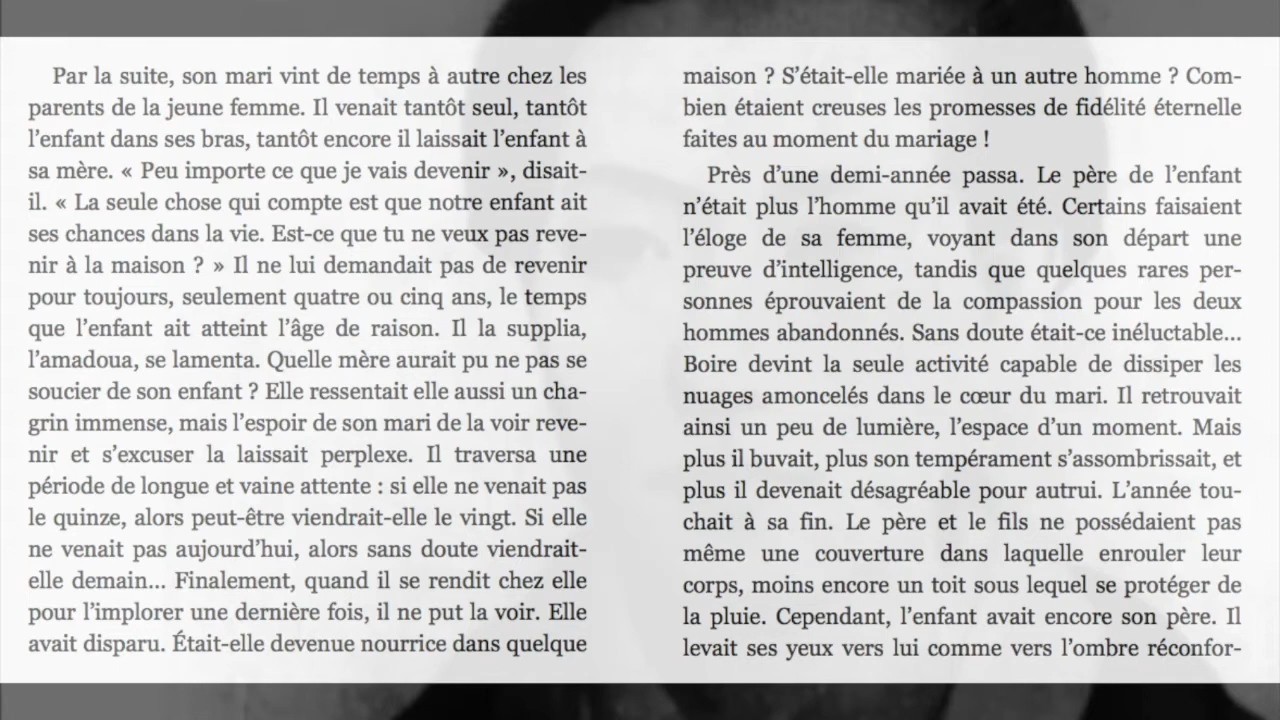 Par la suite, son mari vint de temps à autre chez les
parents de la jeune femme. Il venait tantôt seul, tantôt
l’enfant dans ses bras, tantôt encore il laissait l’enfant à
sa mère. « Peu importe ce que je vais devenir », disait-
il. « La seule chose qui compte est que notre enfant ait
ses chances dans la vie. Est-ce que tu ne veux pas reve-
nir à la maison ? » Il ne lui demandait pas de revenir
pour toujours, seulement quatre ou cinq ans, le temps
que l’enfant ait atteint l’âge de raison. Il la supplia,
l’amadoua, se lamenta. Quelle mère aurait pu ne pas se
soucier de son enfant ? Elle ressentait elle aussi un cha-
grin immense, mais l’espoir de son mari de la voir reve-
nir et s’excuser la laissait perplexe. Il traversa une
période de longue et vaine attente : si elle ne venait pas
le quinze, alors peut-être viendrait-elle le vingt. Si elle
ne venait pas aujourd’hui, alors sans doute viendrait-
elle demain... Finalement, quand il se rendit chez elle
pour l’implorer une dernière fois, il ne put la voir. Elle
avait disparu. Était-elle devenue nourrice dans quelque
maison ? S’était-elle mariée à un autre homme ? Com-
bien étaient creuses les promesses de fidélité éternelle
faites au moment du mariage !
Près d’une demi-année passa. Le père de l’enfant
n’était plus l’homme qu’il avait été. Certains faisaient
l’éloge de sa femme, voyant dans son départ une
preuve d’intelligence, tandis que quelques rares per-
sonnes éprouvaient de la compassion pour les deux
hommes abandonnés. Sans doute était-ce inéluctable...
Boire devint la seule activité capable de dissiper les
nuages amoncelés dans le cœur du mari. Il retrouvait
ainsi un peu de lumière, l’espace d’un moment. Mais
plus il buvait, plus son tempérament s’assombrissait, et
plus il devenait désagréable pour autrui. L’année tou-
chait à sa fin. Le père et le fils ne possédaient pas
même une couverture dans laquelle enrouler leur
corps, moins encore un toit sous lequel se protéger de
la pluie. Cependant, l’enfant avait encore son père. Il
levait ses yeux vers lui comme vers l’ombre réconfor-